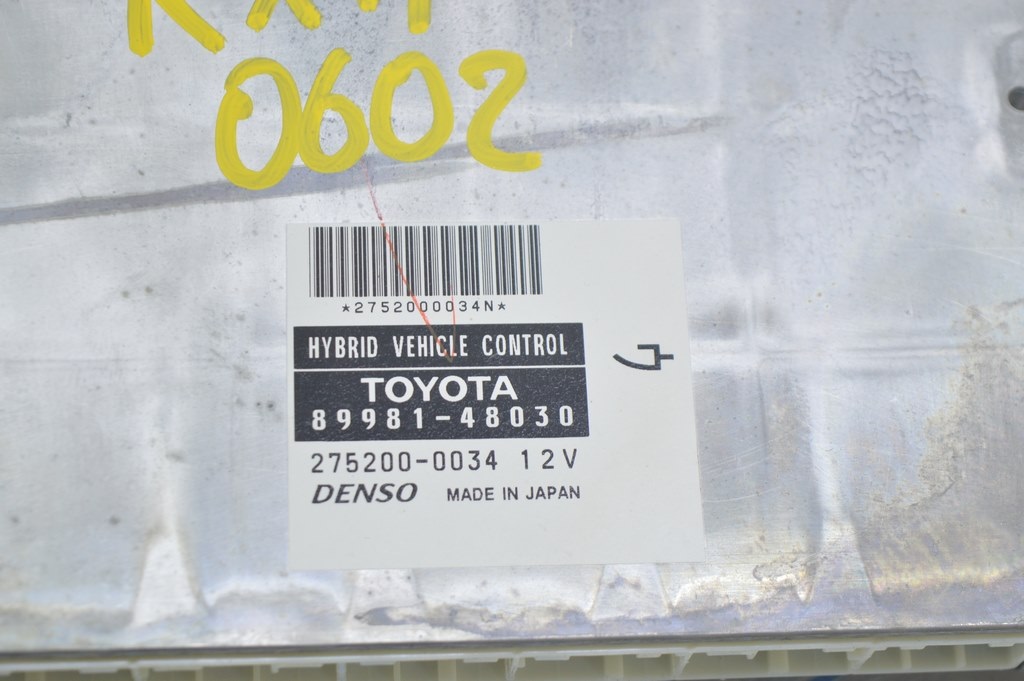 0602
*2752000034N*
HYBRID VEHICLE CONTROL
TOYOTA
89981-48030
275200-0034 12V
DENSO MADE IN JAPAN